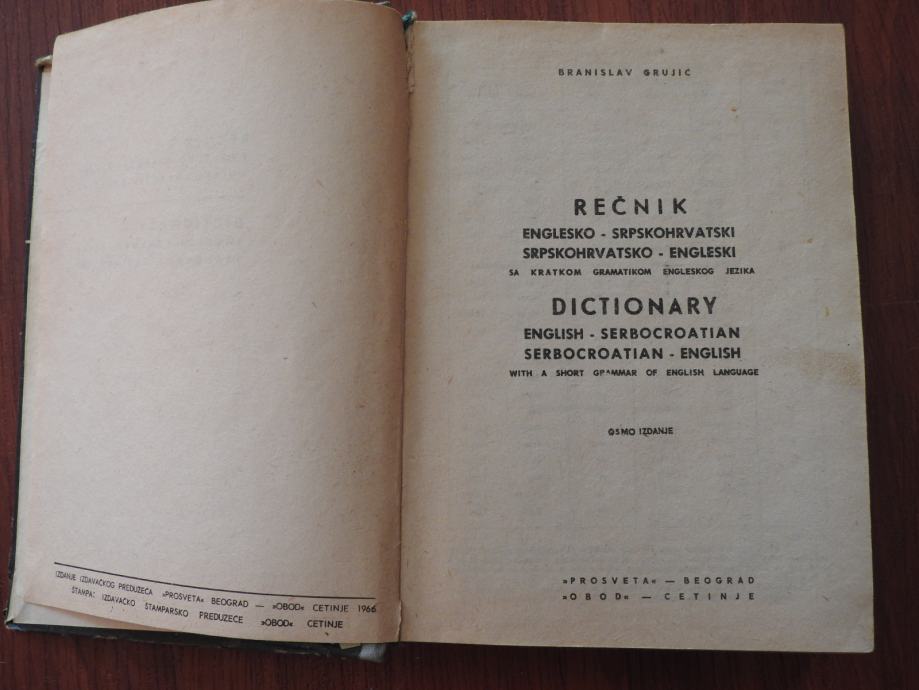 IZDANJE IZDAVAČKOG PREDUZEĆA »PROSVETA« BEOGRAD — »OBOD« CETINJE 1966
ŠTAMPA: IZDAVAČKO ŠTAMPARSKO PREDUZEĆE »OBOD« CETINJE
BRANISLAV GRUJIĆ
REČNIK
ENGLESKO - SRPSKOHRVATSKI
SRPSKOHRVATSKO - ENGLESKI
SA KRATKOM GRAMATIKOM ENGLESKOG JEZIKA
DICTIONARY
ENGLISH - SERBOCROATIAN
SERBOCROATIAN - ENGLISH
WITH A SHORT GRAMMAR OF ENGLISH LANGUAGE
OSMO IZDANJE
»PROSVETA« — BEOGRAD
»OBOD« — CETINJE